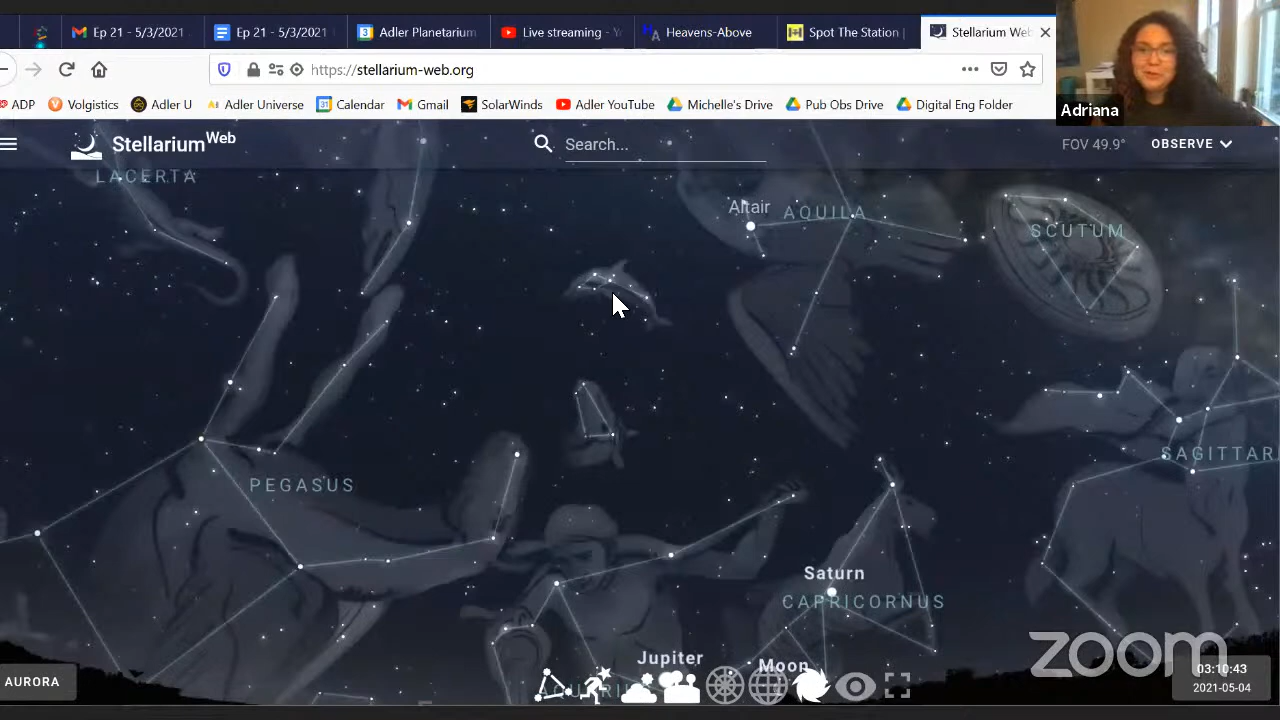 Ep 21 - 5/3/2021
Ep 21 - 5/3/2021
Adler Planetarium
Live streaming - Y
Heavens-Above
Spot The Station |
Stellarium Web
https://stellarium-web.org
ADP
Volgistics
Adler U
Adler Universe
Calendar
Gmail
SolarWinds
Adler YouTube
Michelle's Drive
Pub Obs Drive
Digital Eng Folder
Adriana
StellariumWeb
Search...
FOV 49.9°
OBSERVE
LACERTA
Altair
AQUILA
SCUTUM
SAGITTARI
PEGASUS
Saturn
CAPRICORNUS
Jupiter
Moon
AURORA
zoom
03:10:43
2021-05-04